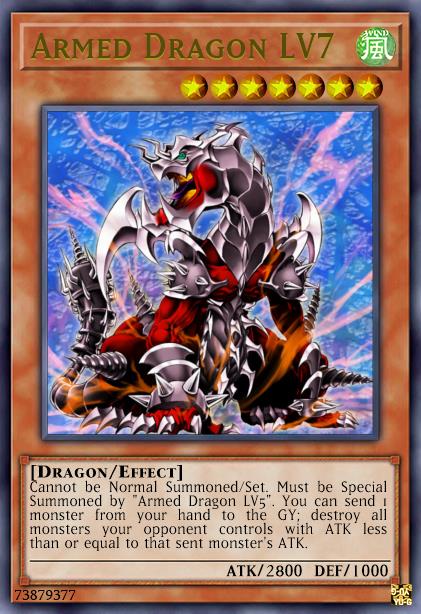 ARMED DRAGON LV7
WIND
風
[DRAGON/EFFECT]
Cannot be Normal Summoned/Set. Must be Special
Summoned by "Armed Dragon LV5". You can send 1
monster from your hand to the GY; destroy all
monsters your opponent controls with ATK less
than or equal to that sent monster's ATK.
ATK/2800 DEF/1000
73879377